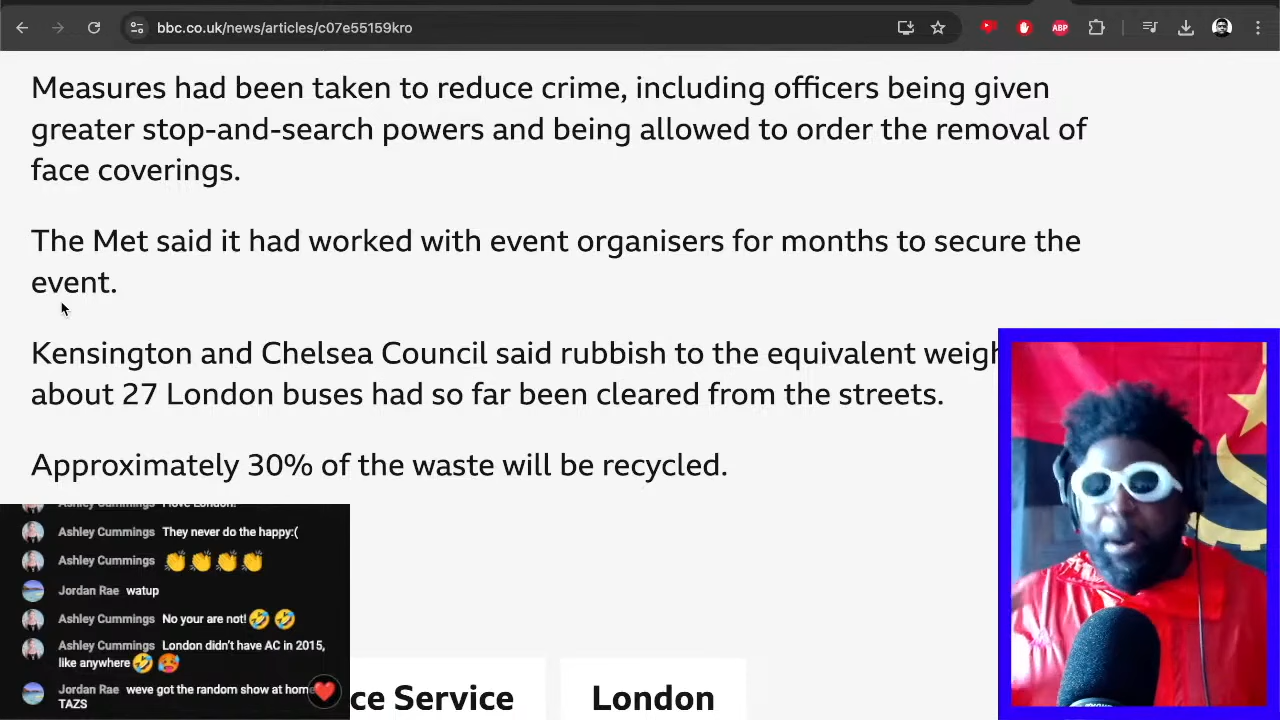 bbc.co.uk/news/articles/c07e55159kro
ABP
Measures had been taken to reduce crime, including officers being given
greater stop-and-search powers and being allowed to order the removal of
face coverings.
The Met said it had worked with event organisers for months to secure the
event.
Kensington and Chelsea Council said rubbish to the equivalent
about 27 London buses had so far been cleared from the streets.
Approximately 30% of the waste will be recycled.
Ashley Cummings I love London!
Ashley Cummings They never do the happy:(
Ashley Cummings 👏👏👏👏
Jordan Rae watup
Ashley Cummings No your are not!🤣🤣
Ashley Cummings London didn't have AC in 2015,
like anywhere🤣🥵
Jordan Rae weve got the random show at home
TAZS
Service
London